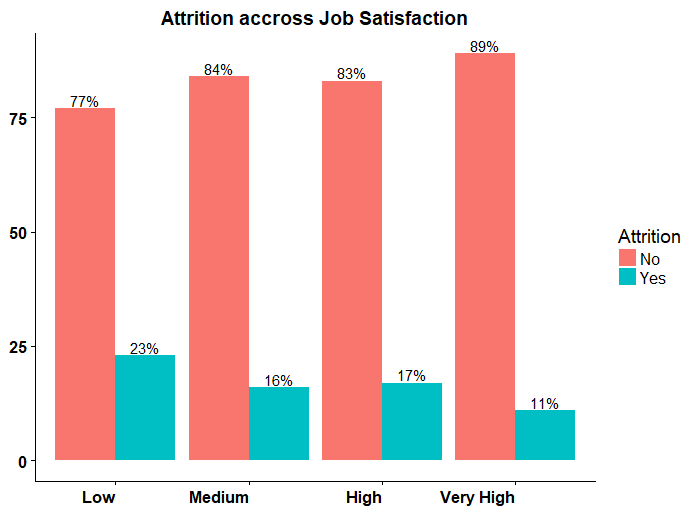 Attrition accross Job Satisfaction
89%
84%
83%
77%
75
50
25
0
23%
16%
17%
11%
Low
Medium
High
Very High
Attrition
No
Yes